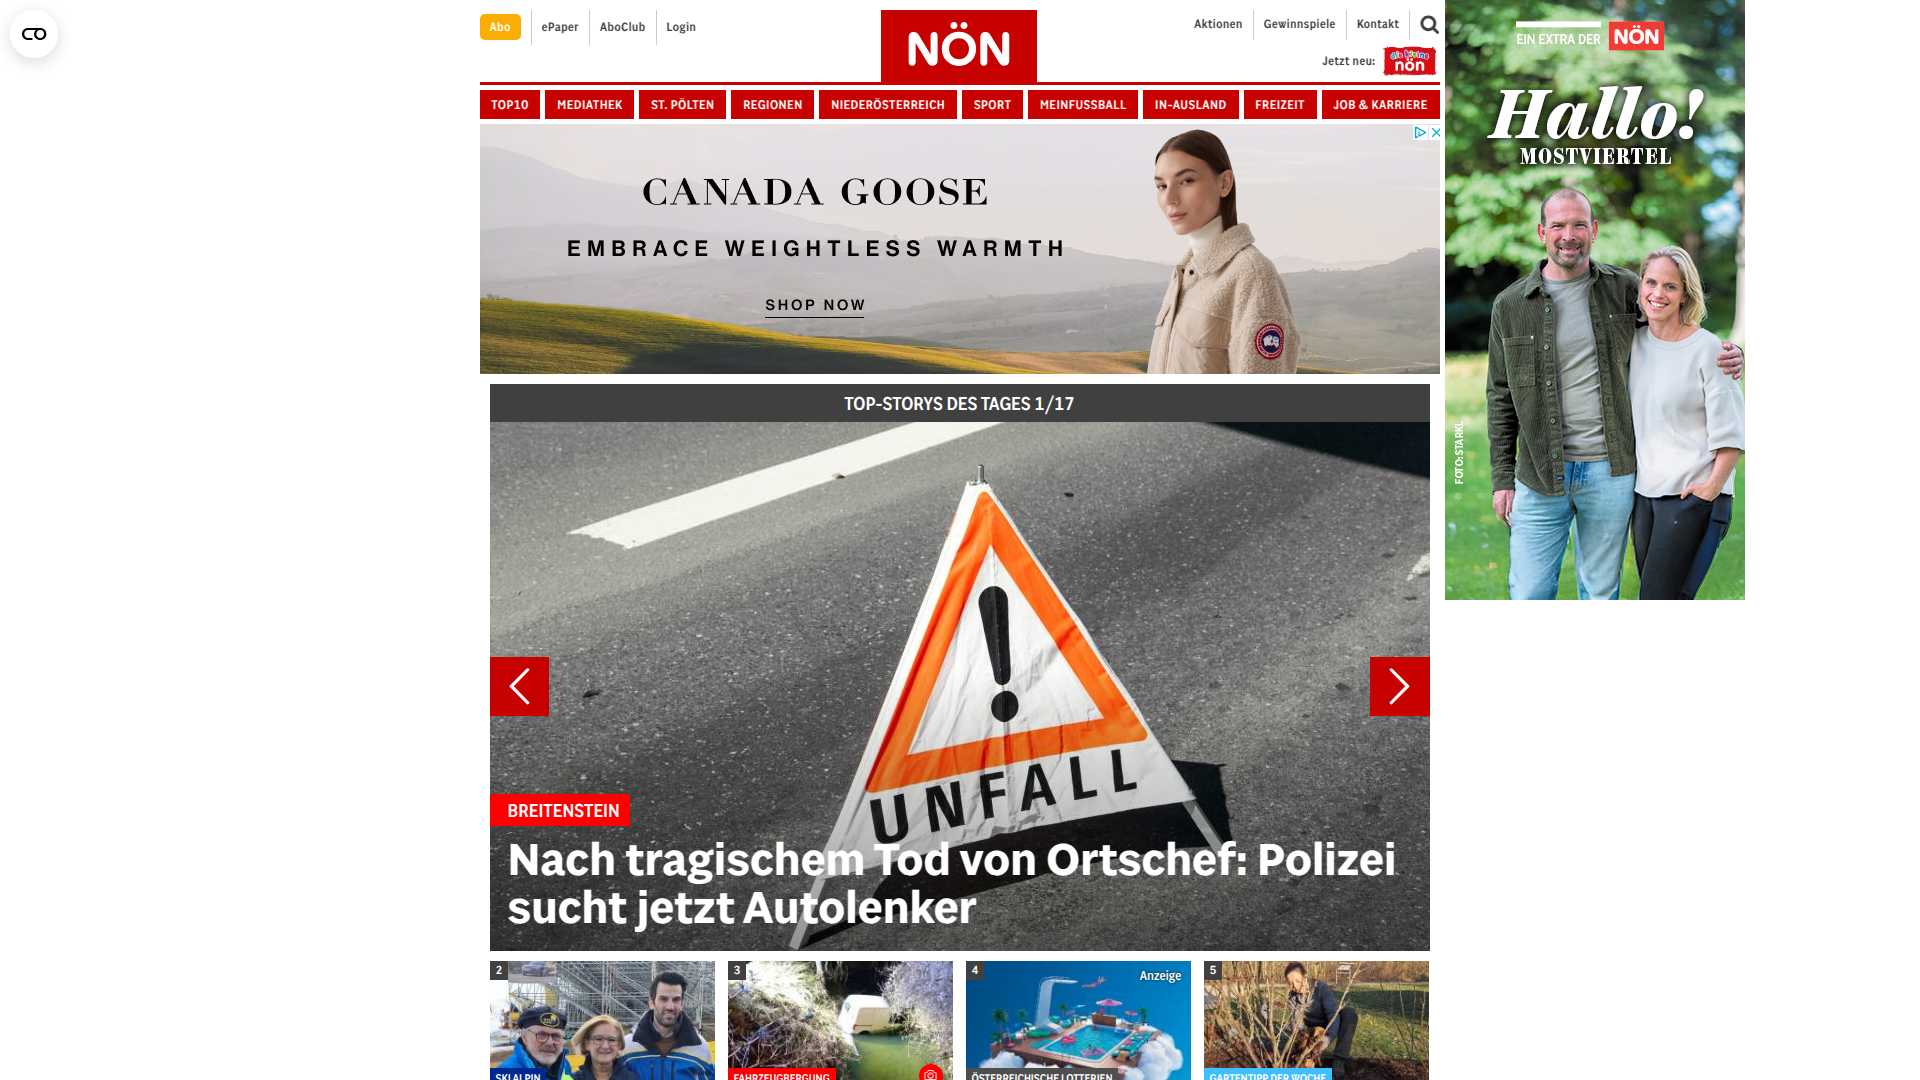 Abo
ePaper
AboClub
Login
NÖN
Aktionen
Gewinnspiele
Kontakt
Jetzt neu:
die kleine
nön
TOP10
MEDIATHEK
ST. PÖLTEN
REGIONEN
NIEDERÖSTERREICH
SPORT
MEINFUSSBALL
IN-AUSLAND
FREIZEIT
JOB & KARRIERE
CANADA GOOSE
EMBRACE WEIGHTLESS WARMTH
SHOP NOW
EIN EXTRA DER NÖN
Hallo!
MOSTVIERTEL
FOTO: STARKL
TOP-STORYS DES TAGES 1/17
UNFALL
BREITENSTEIN
Nach tragischem Tod von Ortschef: Polizei
sucht jetzt Autolenker
2
3
4
Anzeige
5
SKI ALPIN
FAHRZEUGBERGUNG
ÖSTERREICHISCHE LOTTERIEN
GARTENTIPP DER WOCHE